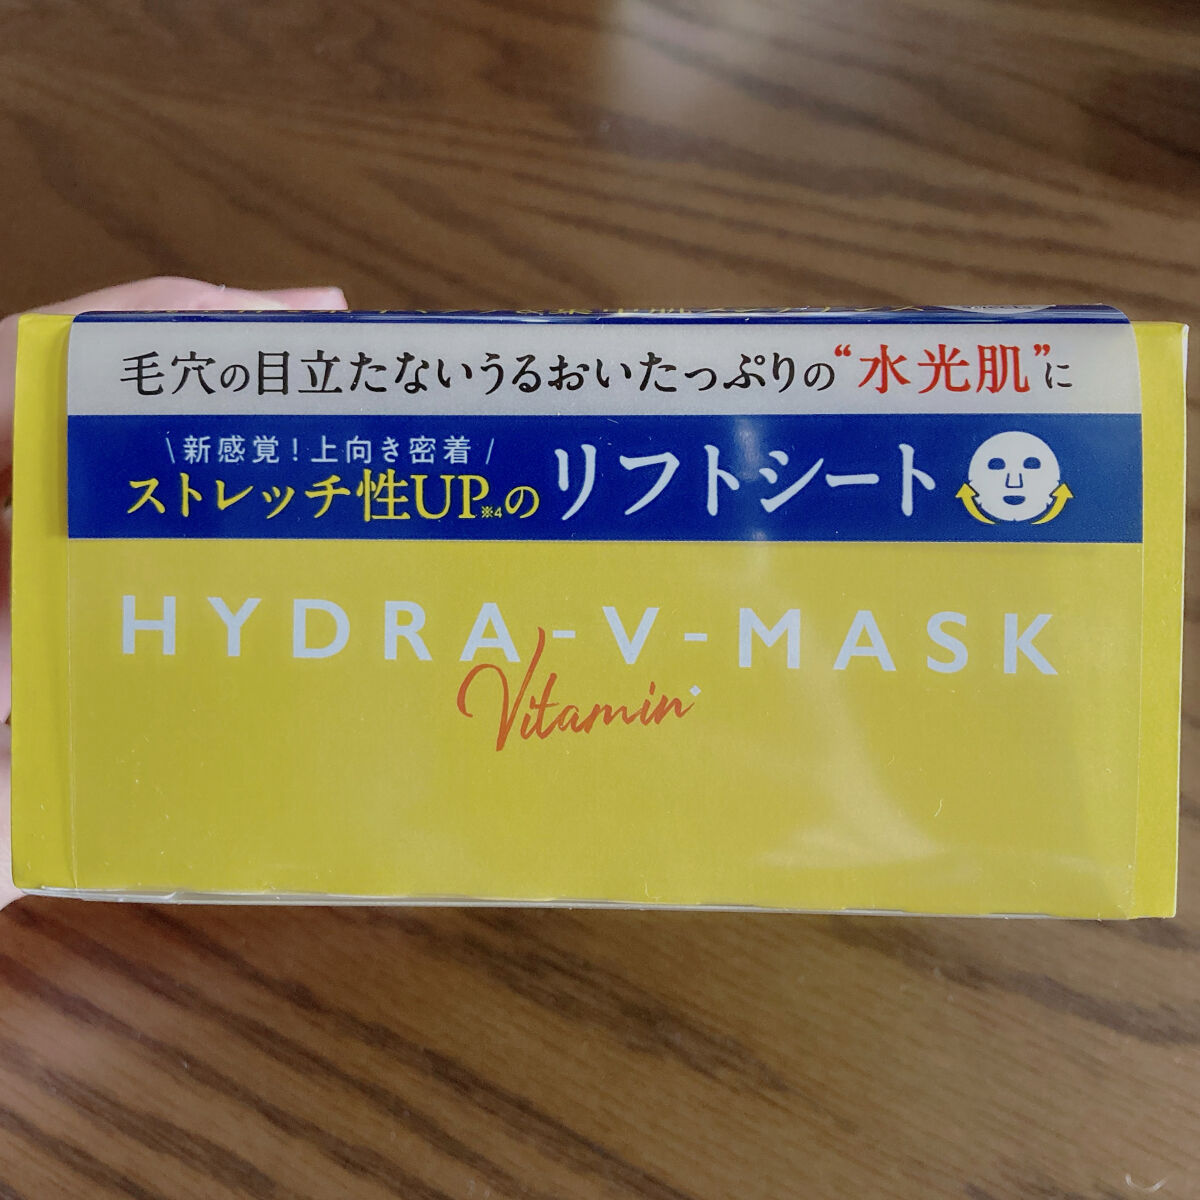 毛穴の目立たないうるおいたっぷりの“水光肌”に
\新感覚！上向き密着/
ストレッチ性UP※4のリフトシート
HYDRA-V-MASK
Vitamin